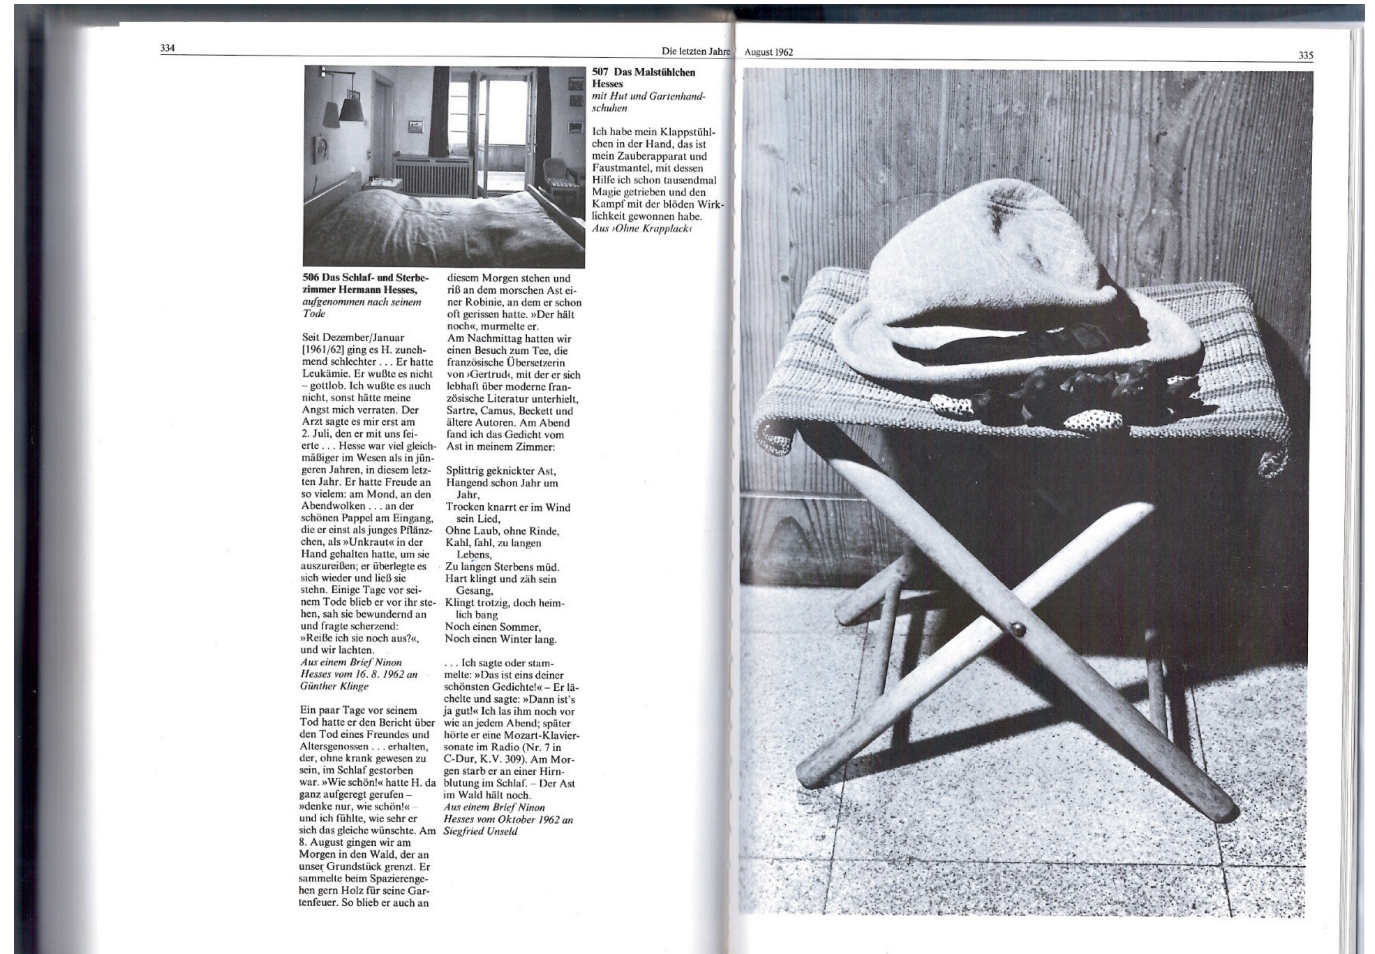 334
Die letzten Jahre
August 1962
335
506 Das Schlaf- und Sterbe-
zimmer Hermann Hesses,
aufgenommen nach seinem
Tode
Seit Dezember/Januar
[1961/62] ging es H. zuneh-
mend schlechter . . . Er hatte
Leukämie. Er wußte es nicht
– gottlob. Ich wußte es auch
nicht, sonst hätte meine
Angst mich verraten. Der
Arzt sagte es mir erst am
2. Juli, den er mit uns fei-
erte . . . Hesse war viel gleich-
mäßiger im Wesen als in jün-
geren Jahren, in diesem letz-
ten Jahr. Er hatte Freude an
so vielem: am Mond, an den
Abendwolken . . . an der
schönen Pappel am Eingang,
die er einst als junges Pflänz-
chen, als »Unkraut« in der
Hand gehalten hatte, um sie
auszureißen; er überlegte es
sich wieder und ließ sie
stehn. Einige Tage vor sei-
nem Tode blieb er vor ihr ste-
hen, sah sie bewundernd an
und fragte scherzend:
»Reiße ich sie noch aus?«,
und wir lachten.
Aus einem Brief Ninon
Hesses vom 16. 8. 1962 an
Günther Klinge
Ein paar Tage vor seinem
Tod hatte er den Bericht über
den Tod eines Freundes und
Altersgenossen . . . erhalten,
der, ohne krank gewesen zu
sein, im Schlaf gestorben
war. »Wie schön!« hatte H. da
ganz aufgeregt gerufen –
»denke nur, wie schön!« –
und ich fühlte, wie sehr er
sich das gleiche wünschte. Am
8. August gingen wir am
Morgen in den Wald, der an
unser Grundstück grenzt. Er
sammelte beim Spazierenge-
hen gern Holz für seine Gar-
tenfeuer. So blieb er auch an
diesem Morgen stehen und
riß an dem morschen Ast ei-
ner Robinie, an dem er schon
oft gerissen hatte. »Der hält
noch«, murmelte er.
Am Nachmittag hatten wir
einen Besuch zum Tee, die
französische Übersetzerin
von ›Gertrud‹, mit der er sich
lebhaft über moderne fran-
zösische Literatur unterhielt,
Sartre, Camus, Beckett und
ältere Autoren. Am Abend
fand ich das Gedicht vom
Ast in meinem Zimmer:
Splittrig geknickter Ast,
Hangend schon Jahr um
Jahr,
Trocken knarrt er im Wind
sein Lied,
Ohne Laub, ohne Rinde,
Kahl, fahl, zu langen
Lebens,
Zu langen Sterbens müd.
Hart klingt und zäh sein
Gesang,
Klingt trotzig, doch heim-
lich bang
Noch einen Sommer,
Noch einen Winter lang.
. . . Ich sagte oder stam-
melte: »Das ist eins deiner
schönsten Gedichte!« – Er lä-
chelte und sagte: »Dann ist's
ja gut!« Ich las ihm noch vor
wie an jedem Abend; später
hörte er eine Mozart-Klavier-
sonate im Radio (Nr. 7 in
C-Dur, K.V. 309). Am Mor-
gen starb er an einer Hirn-
blutung im Schlaf. – Der Ast
im Wald hält noch.
Aus einem Brief Ninon
Hesses vom Oktober 1962 an
Siegfried Unseld
507 Das Malstühlchen
Hesses
mit Hut und Gartenhand-
schuhen
Ich habe mein Klappstühl-
chen in der Hand, das ist
mein Zauberapparat und
Faustmantel, mit dessen
Hilfe ich schon tausendmal
Magie getrieben und den
Kampf mit der blöden Wirk-
lichkeit gewonnen habe.
Aus ›Ohne Krapplack‹